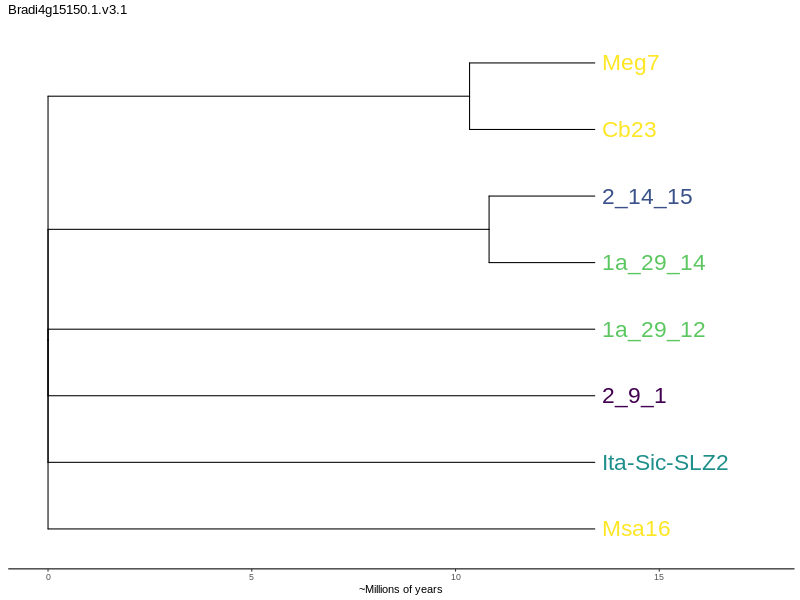 Bradi4g15150.1.v3.1
Meg7
Cb23
2_14_15
1a_29_14
1a_29_12
2_9_1
Ita-Sic-SLZ2
Msa16
0 5 10 15
~Millions of years